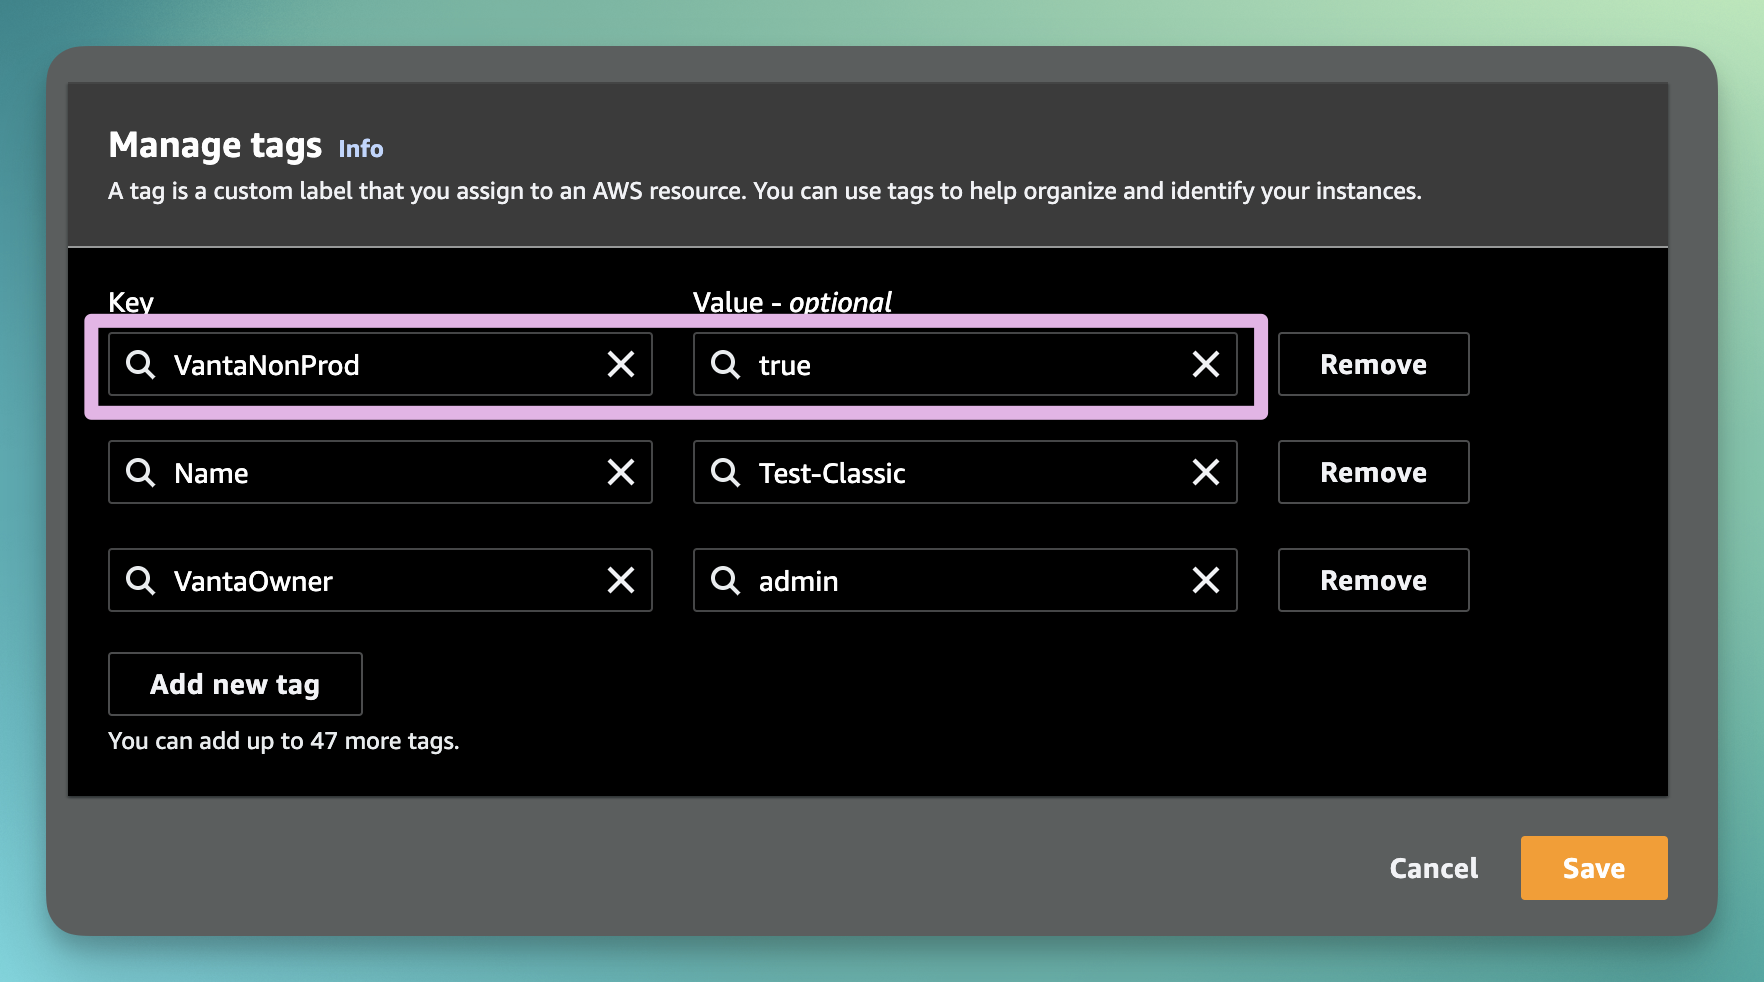 Manage tags Info
A tag is a custom label that you assign to an AWS resource. You can use tags to help organize and identify your instances.
Key Value - optional
VantaNonProd true Remove
Name Test-Classic Remove
VantaOwner admin Remove
Add new tag
You can add up to 47 more tags.
Cancel Save